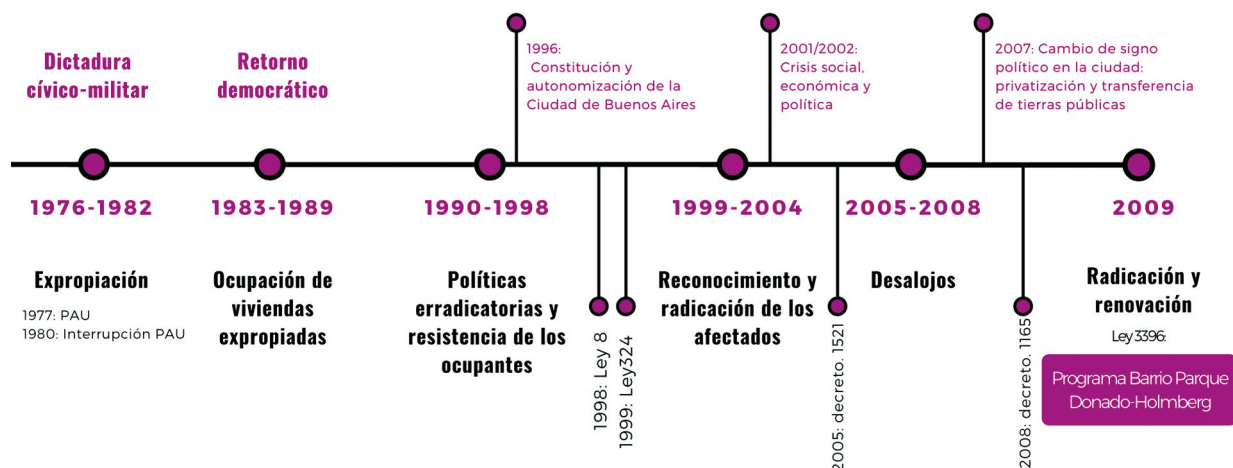 Dictadura
cívico-militar
Retorno
democrático
1996:
Constitución y
autonomización de la
Ciudad de Buenos Aires
2001/2002:
Crisis social,
económica y
política
2007: Cambio de signo
político en la ciudad:
privatización y transferencia
de tierras públicas
1976-1982
1983-1989
1990-1998
1999-2004
2005-2008
2009
Expropiación
1977: PAU
1980: Interrupción PAU
Ocupación de
viviendas
expropiadas
Políticas
erradicatorias y
resistencia de los
ocupantes
1998: Ley 8
1999: Ley324
Reconocimiento y
radicación de los
afectados
2005: decreto. 1521
Desalojos
2008: decreto. 1165
Radicación y
renovación
Ley 3396:
Programa Barrio Parque
Donado-Holmberg